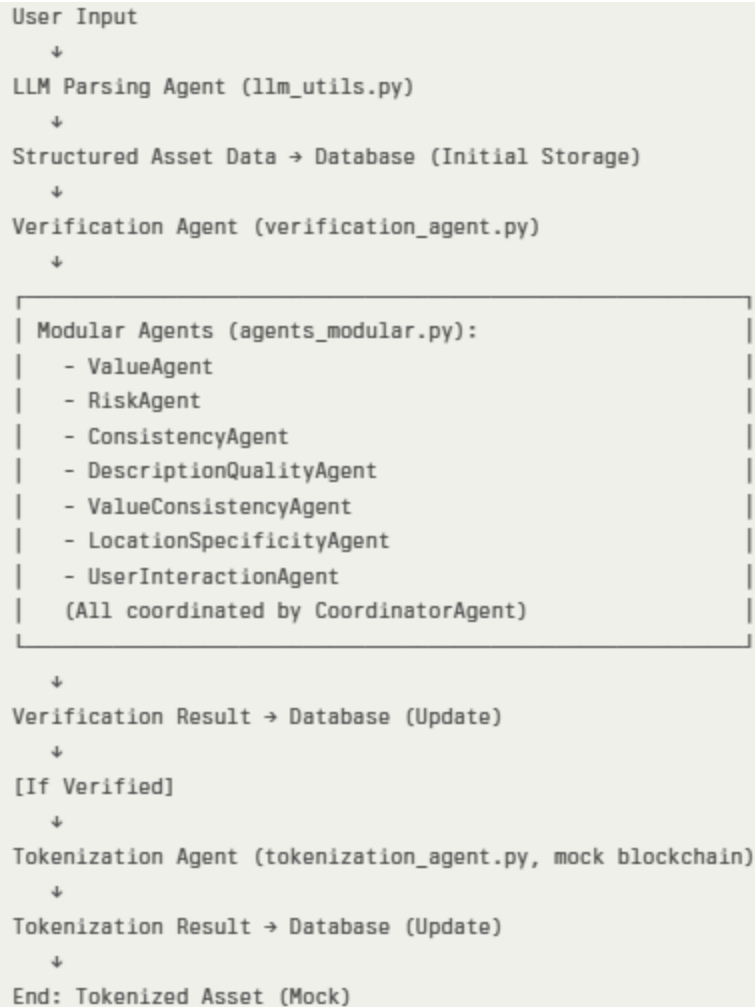 User Input
↓
LLM Parsing Agent (llm_utils.py)
↓
Structured Asset Data → Database (Initial Storage)
↓
Verification Agent (verification_agent.py)
↓
Modular Agents (agents_modular.py):
- ValueAgent
- RiskAgent
- ConsistencyAgent
- DescriptionQualityAgent
- ValueConsistencyAgent
- LocationSpecificityAgent
- UserInteractionAgent
(All coordinated by CoordinatorAgent)
↓
Verification Result → Database (Update)
↓
[If Verified]
↓
Tokenization Agent (tokenization_agent.py, mock blockchain)
↓
Tokenization Result → Database (Update)
↓
End: Tokenized Asset (Mock)